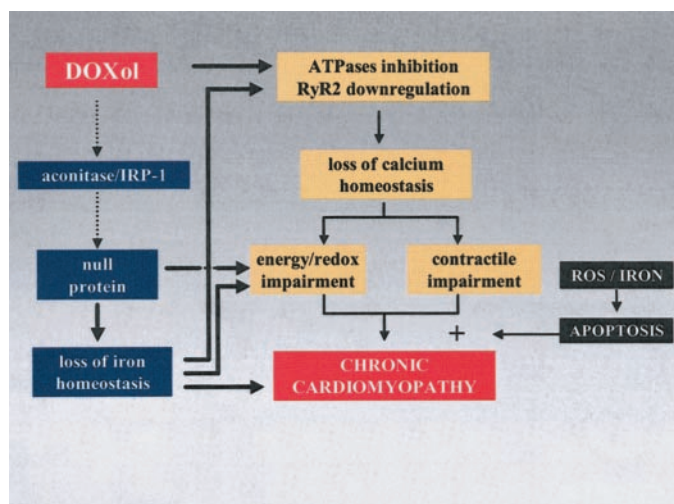 DOXol
ATPases inhibition
RyR2 downregulation
aconitase/IRP-1
loss of calcium
homeostasis
null
protein
energy/redox
impairment
contractile
impairment
ROS / IRON
+
APOPTOSIS
loss of iron
homeostasis
CHRONIC
CARDIOMYOPATHY